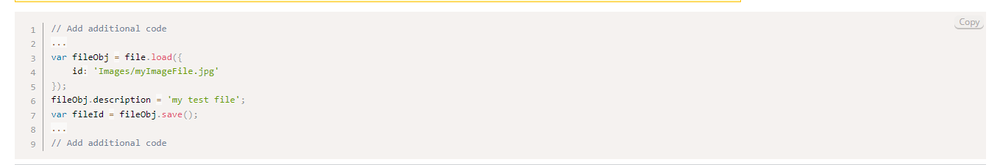 Copy
1 // Add additional code
2 ...
3 var fileObj = file.load({
4     id: 'Images/myImageFile.jpg'
5 });
6 fileObj.description = 'my test file';
7 var fileId = fileObj.save();
8 ...
9 // Add additional code